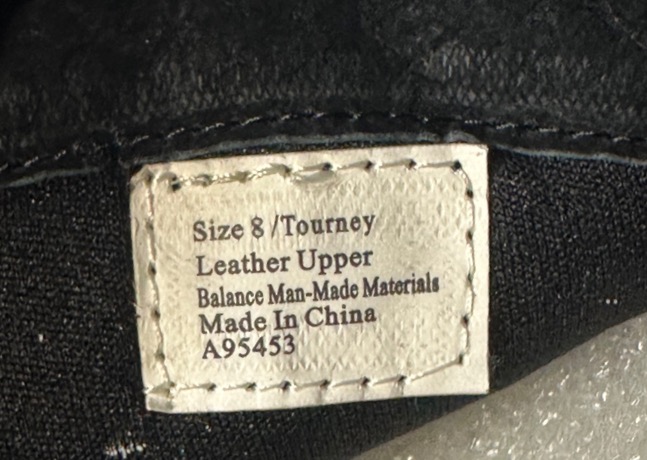 Size 8 /Tourney
Leather Upper
Balance Man-Made Materials
Made In China
A95453